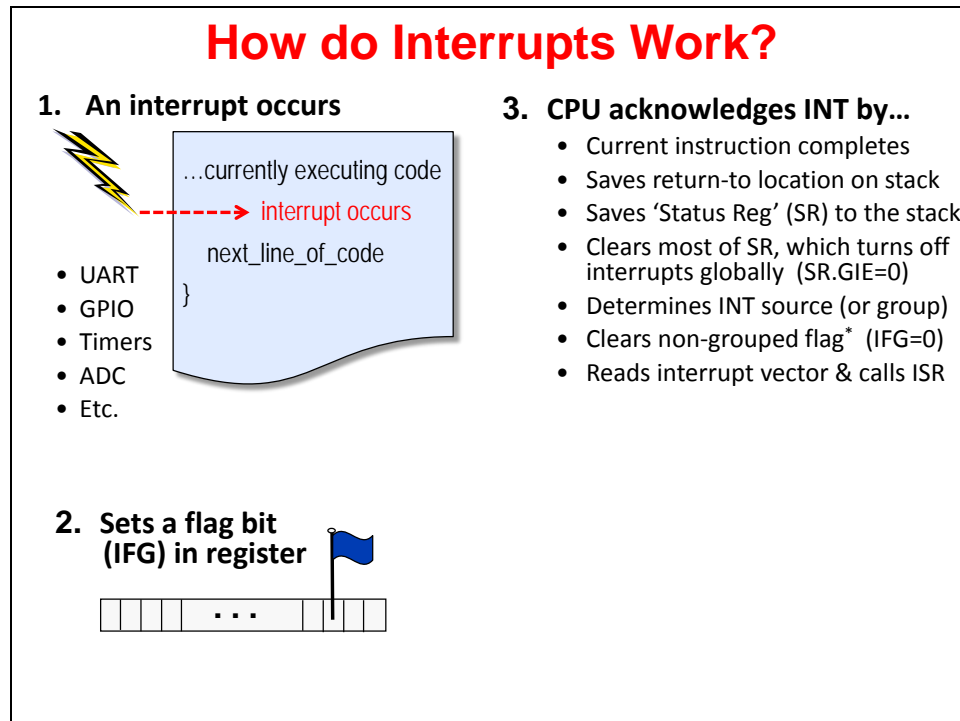 How do Interrupts Work?
1. An interrupt occurs
…currently executing code
interrupt occurs
next_line_of_code
}
• UART
• GPIO
• Timers
• ADC
• Etc.
2. Sets a flag bit
(IFG) in register
...
3. CPU acknowledges INT by…
• Current instruction completes
• Saves return-to location on stack
• Saves ‘Status Reg’ (SR) to the stack
• Clears most of SR, which turns off
interrupts globally (SR.GIE=0)
• Determines INT source (or group)
• Clears non-grouped flag* (IFG=0)
• Reads interrupt vector & calls ISR